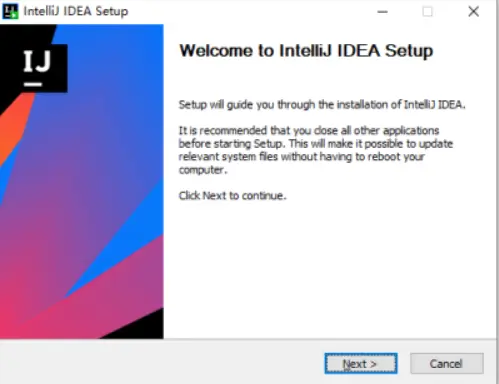 IntelliJ IDEA Setup
IJ
Welcome to IntelliJ IDEA Setup
Setup will guide you through the installation of IntelliJ IDEA.
It is recommended that you close all other applications
before starting Setup. This will make it possible to update
relevant system files without having to reboot your
computer.
Click Next to continue.
Next >
Cancel